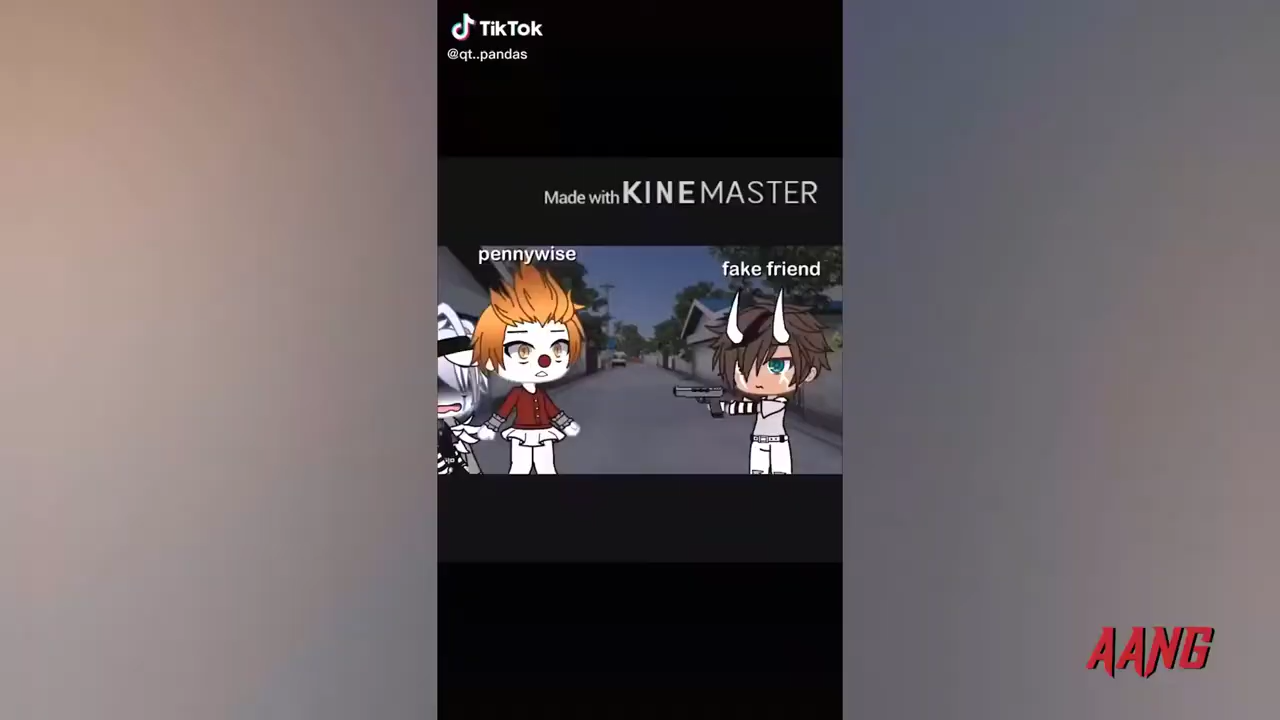 TikTok
@qt..pandas
Made with KINEMASTER
pennywise
fake friend
AANG